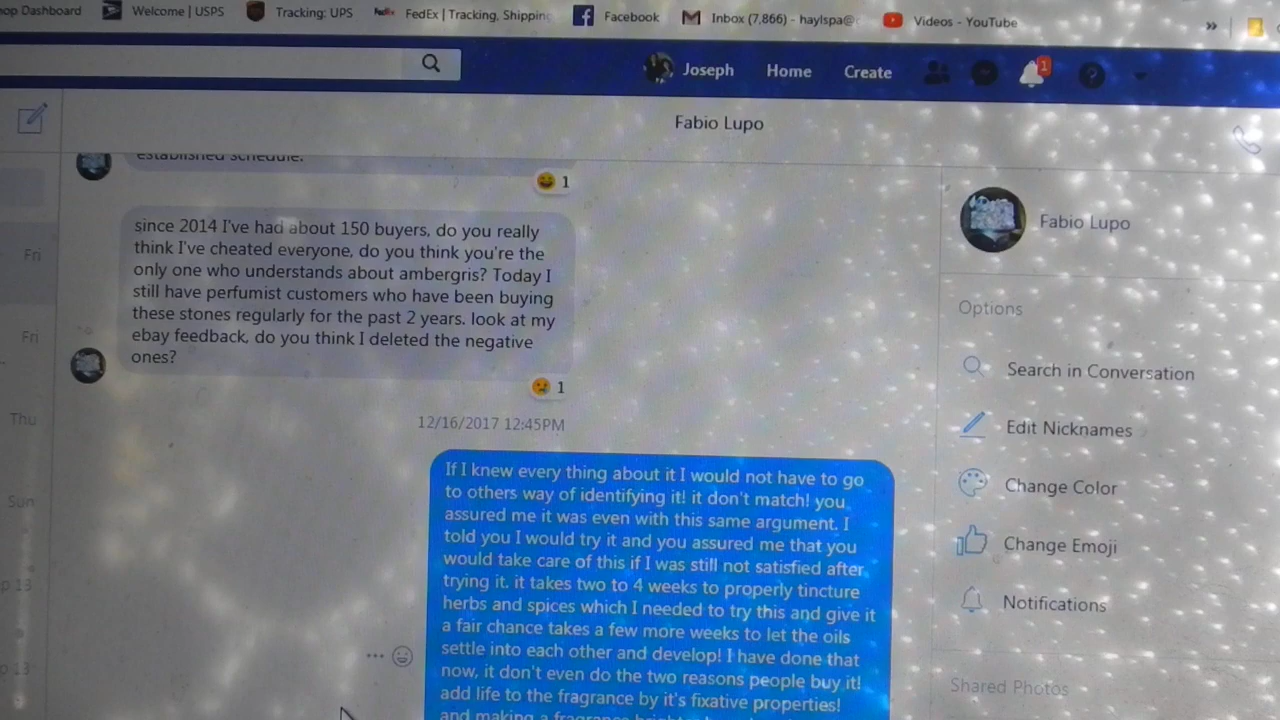 Dashboard
Welcome | USPS
Tracking: UPS
FedEx | Tracking, Shipping
Facebook
Inbox (7,866) - haylspa@
Videos - YouTube
»
Joseph
Home
Create
1
?
Fabio Lupo
established schedule.
1
since 2014 I've had about 150 buyers, do you really
think I've cheated everyone, do you think you're the
only one who understands about ambergris? Today I
still have perfumist customers who have been buying
these stones regularly for the past 2 years. look at my
ebay feedback, do you think I deleted the negative
ones?
1
12/16/2017 12:45PM
If I knew every thing about it I would not have to go
to others way of identifying it! it don't match! you
assured me it was even with this same argument. I
told you I would try it and you assured me that you
would take care of this if I was still not satisfied after
trying it. it takes two to 4 weeks to properly tincture
herbs and spices which I needed to try this and give it
a fair chance takes a few more weeks to let the oils
settle into each other and develop! I have done that
now, it don't even do the two reasons people buy it!
add life to the fragrance by it's fixative properties!
and making a
Fri
Fri
Thu
Sun
p 13
p 13
Fabio Lupo
Options
Search in Conversation
Edit Nicknames
Change Color
Change Emoji
Notifications
Shared Photos